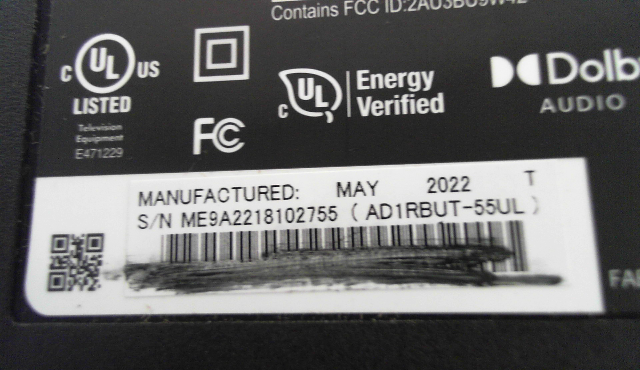 Contains FCC ID:2AU3BU9W42
UL
C US
LISTED
Television
Equipment
E471229
FC
C UL Energy
Verified
Dolb
AUDIO
MANUFACTURED: MAY 2022 T
S/N ME9A2218102755 ( AD1RBUT-55UL )